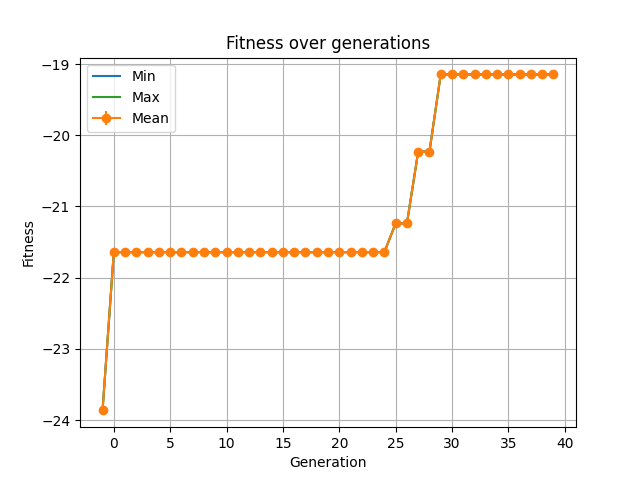 Fitness over generations
−19
−20
−21
−22
−23
−24
Fitness
Min
Max
Mean
0 5 10 15 20 25 30 35 40
Generation